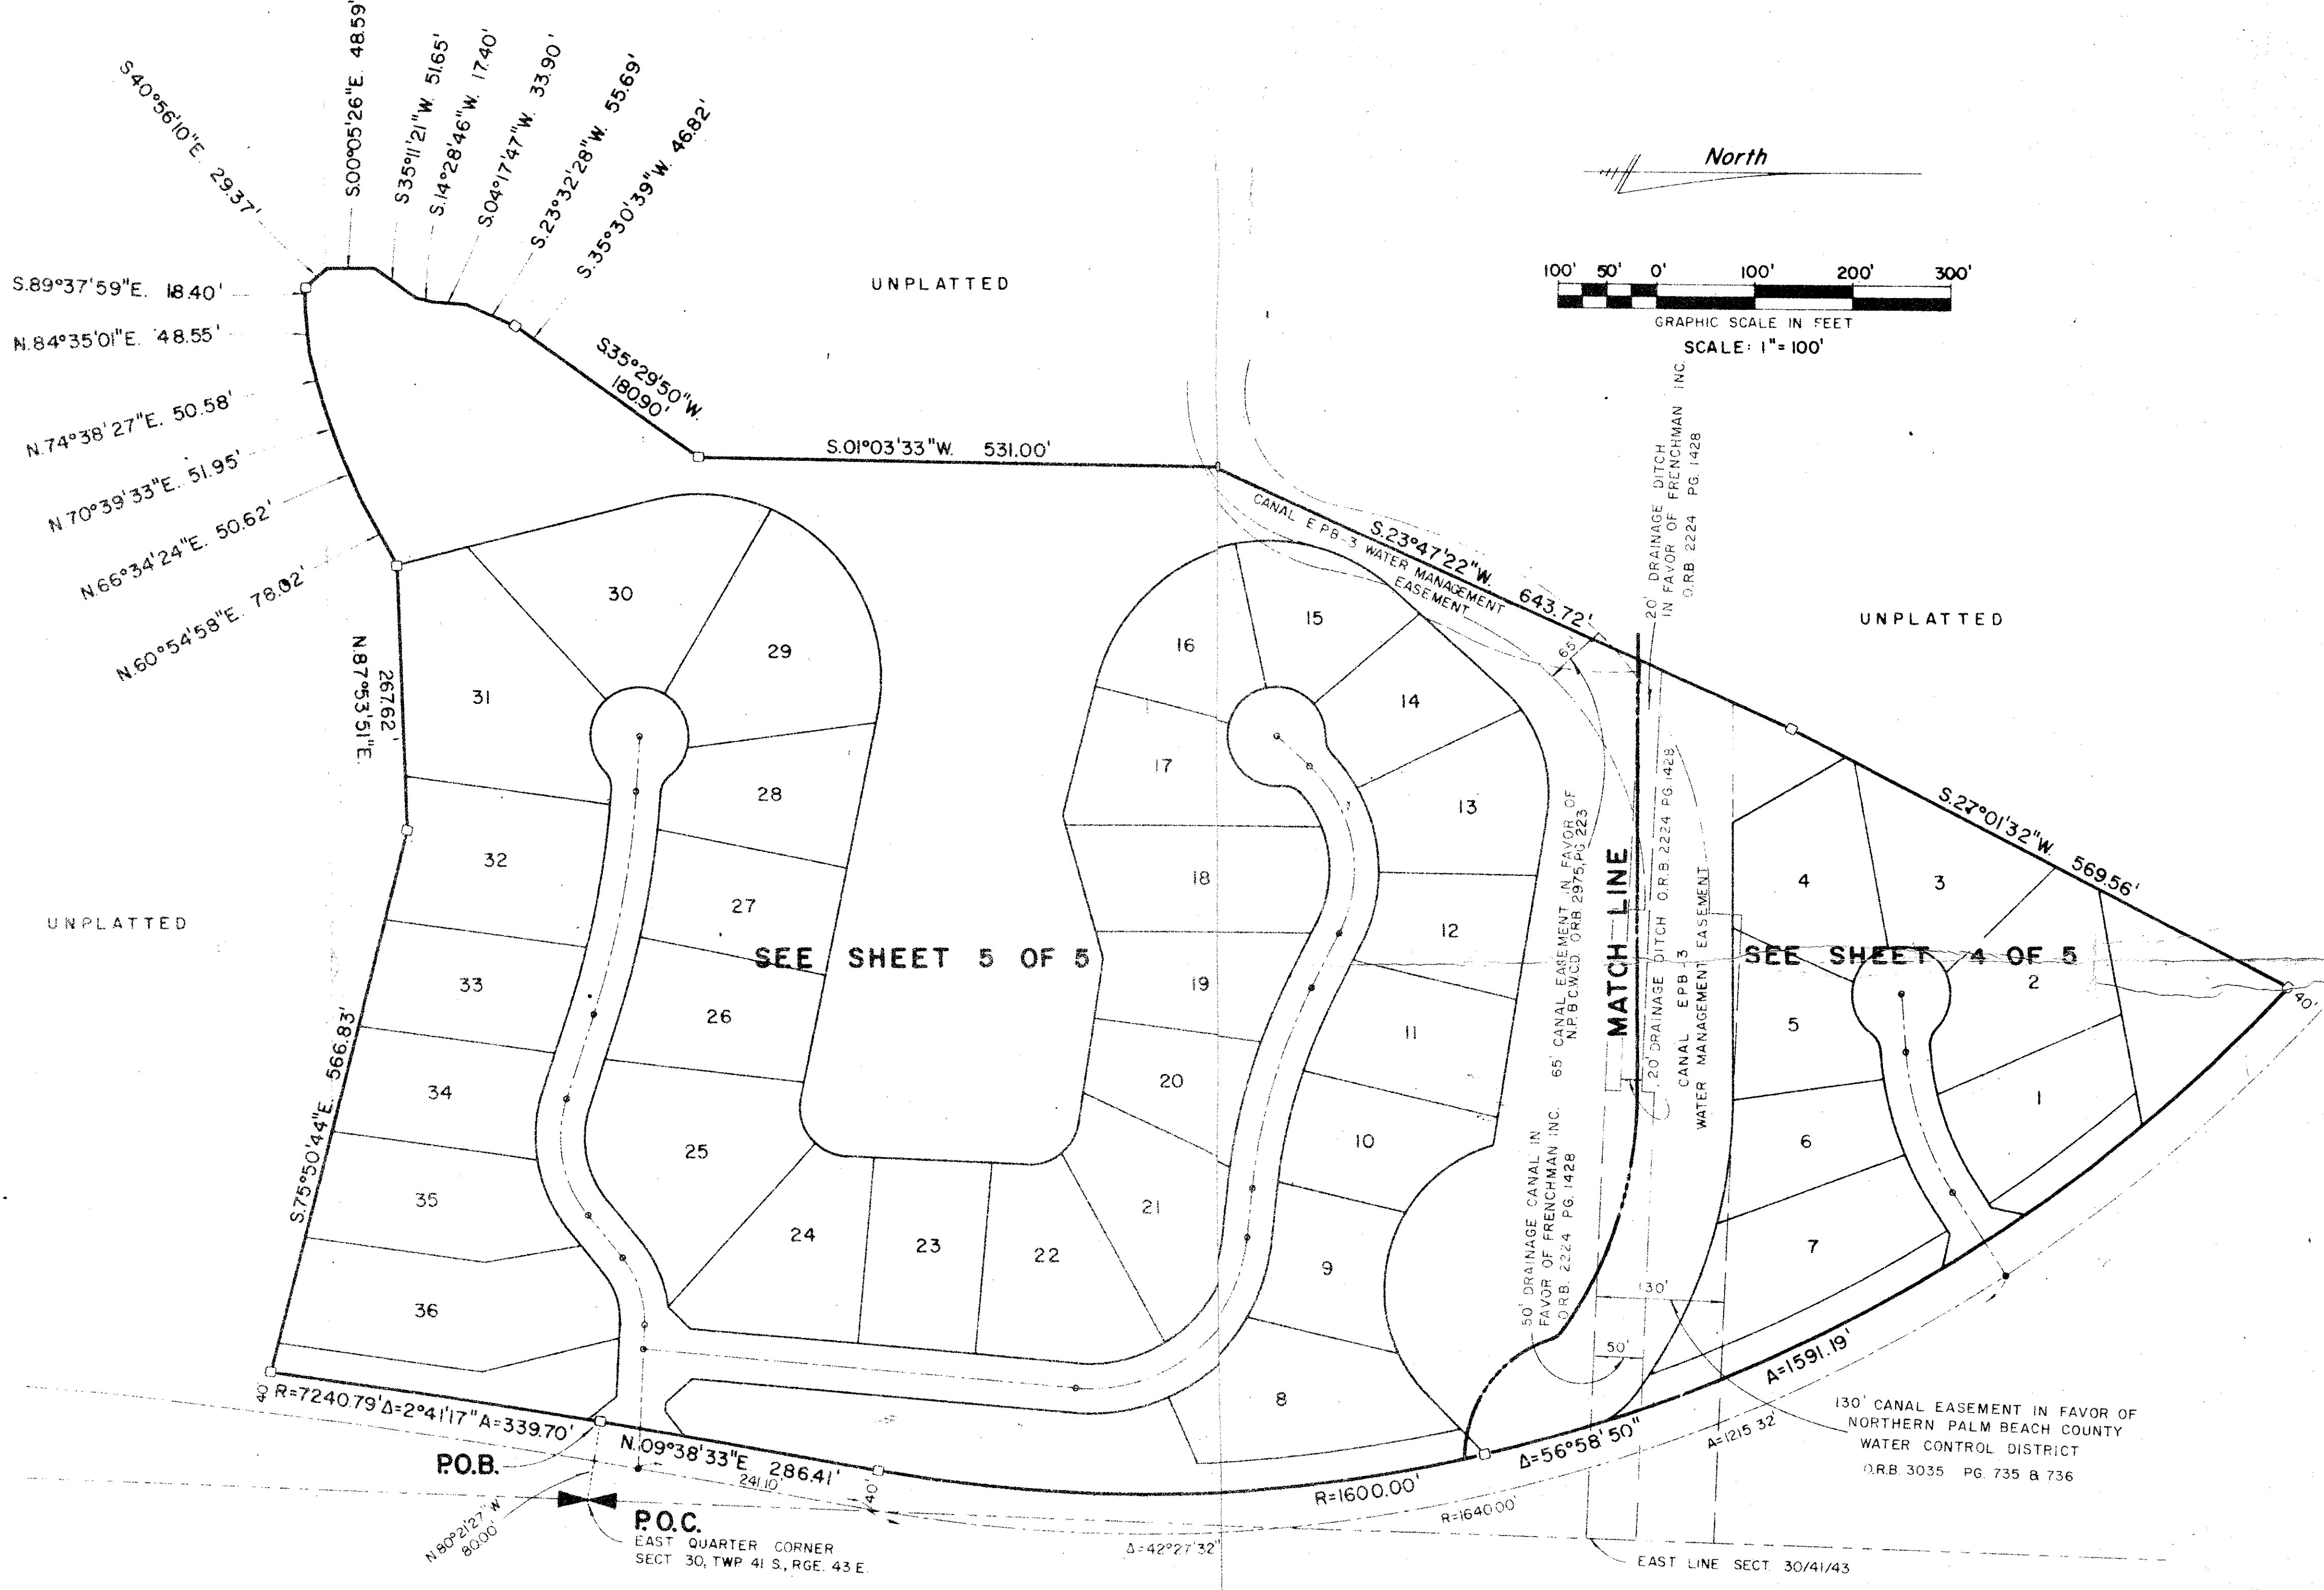 S.40°56'10"E. 29.37'
S.00°05'26"E. 48.59'
S.35°11'21"W. 51.65'
S.14°28'46"W. 17.40'
S.04°17'47"W. 33.90'
S.23°32'28"W. 55.69'
S.35°30'39"W. 46.82'
S.89°37'59"E. 18.40'
N.84°35'01"E. 48.55'
N.74°38'27"E. 50.58'
N 70°39'33"E. 51.95'
N.66°34'24"E. 50.62'
N.60°54'58"E. 78.02'
North
100' 50' 0' 100' 200' 300'
GRAPHIC SCALE IN FEET
SCALE: 1"=100'
UNPLATTED
S.35°29'50"W.
180.90'
S.01°03'33"W. 531.00'
CANAL EPB-3 WATER MANAGEMENT
EASEMENT
S.23°47'22"W. 643.72'
65'
20' DRAINAGE DITCH
IN FAVOR OF FRENCHMAN INC.
O.R.B. 2224 PG. 1428
UNPLATTED
N.87°53'51"E.
267.62'
30
29
31
28
32
27
33
26
34
25
35
24
23
22
36
16
15
14
17
13
18
12
19
11
20
10
21
9
8
SEE SHEET 5 OF 5
UNPLATTED
S.75°50'44"E. 566.83'
65' CANAL EASEMENT IN FAVOR OF
N.P.B.C.W.C.D. O.R.B. 2975, PG. 223
MATCH LINE
20' DRAINAGE DITCH O.R.B. 2224 PG. 1428
CANAL EPB-3
WATER MANAGEMENT EASEMENT
50' DRAINAGE CANAL IN
FAVOR OF FRENCHMAN INC.
O.R.B. 2224 PG. 1428
S.27°01'32"W. 569.56'
4
3
SEE SHEET 4 OF 5
2
5
1
6
7
40'
130'
50'
40'
R=7240.79' Δ=2°41'17" A=339.70'
P.O.B.
N.09°38'33"E. 286.41'
241.10'
40'
N 80°21'27" W
80.00'
P.O.C.
EAST QUARTER CORNER
SECT 30, TWP 41 S., RGE. 43 E.
Δ=42°27'32"
R=1600.00'
R=1640.00'
Δ=56°58'50"
A=1215.32'
A=1591.19'
130' CANAL EASEMENT IN FAVOR OF
NORTHERN PALM BEACH COUNTY
WATER CONTROL DISTRICT
O.R.B. 3035 PG. 735 & 736
EAST LINE SECT. 30/41/43